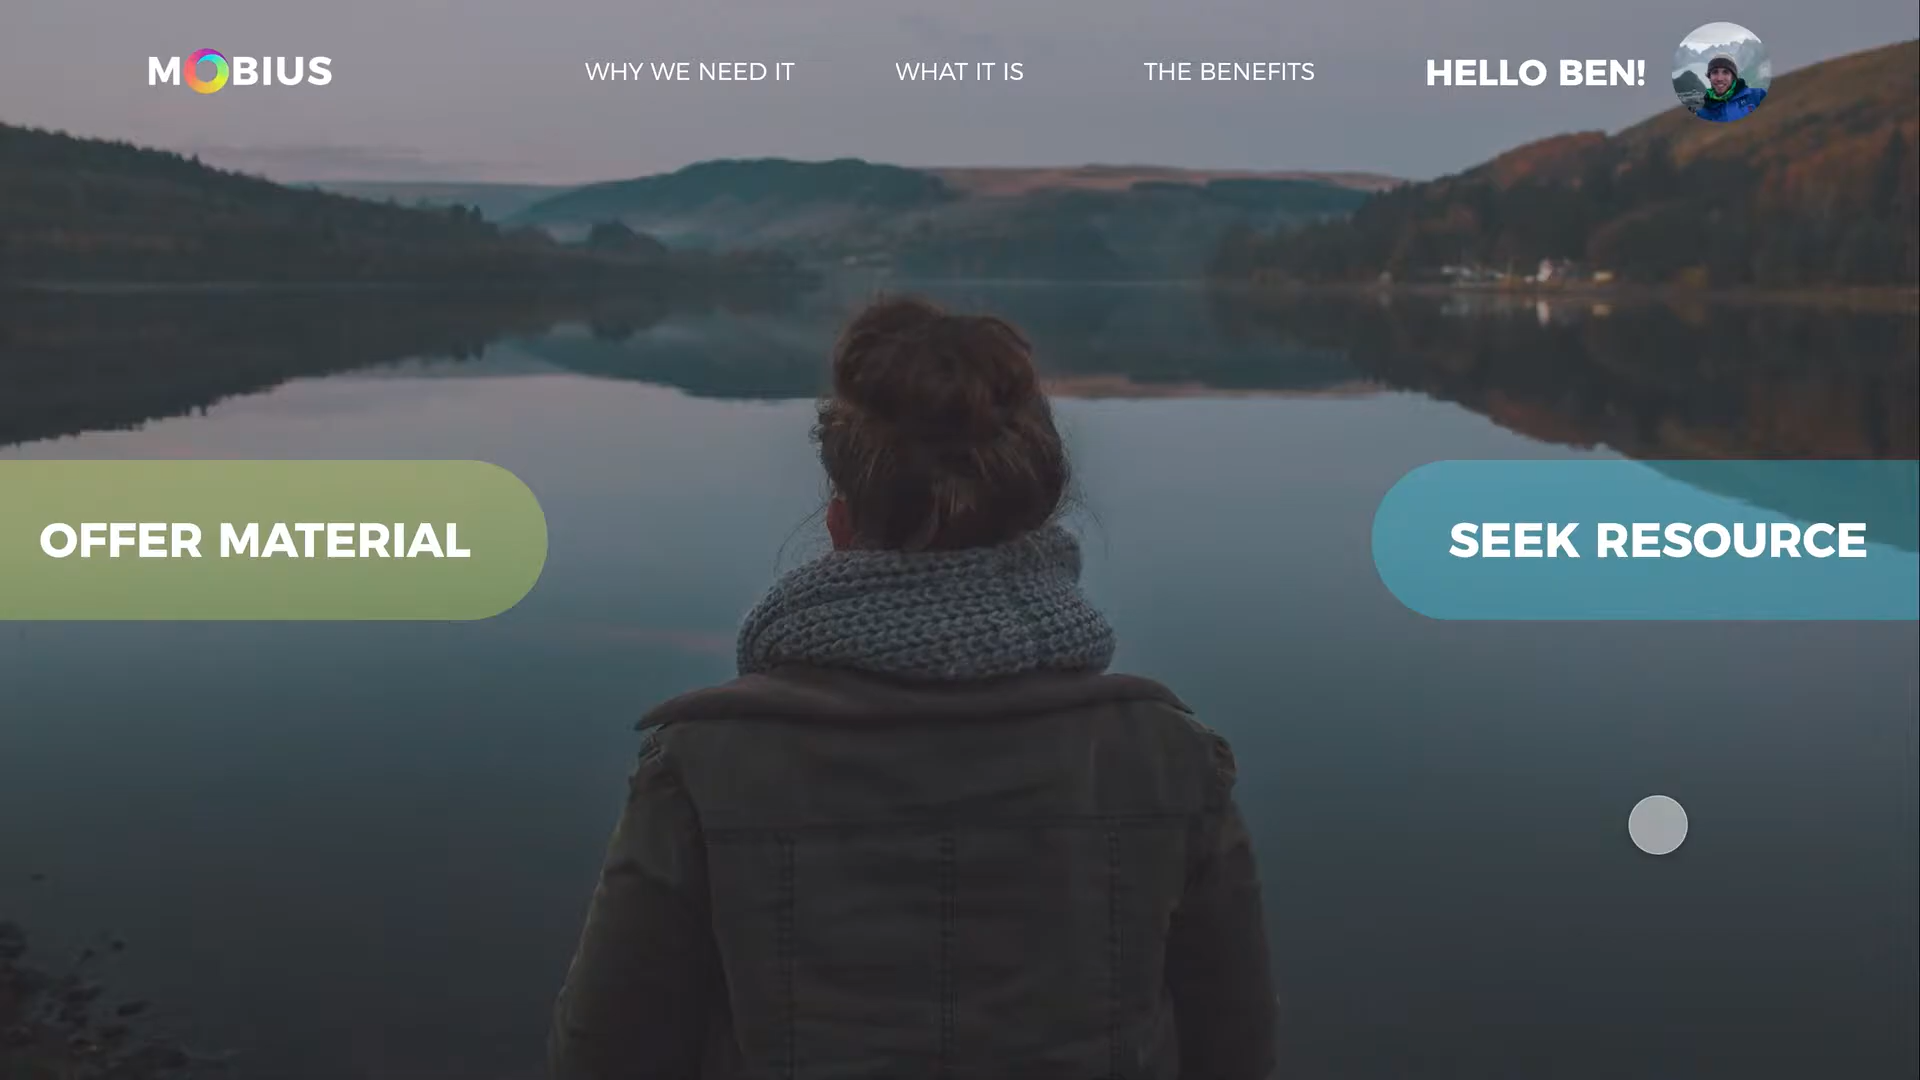 MOBIUS
WHY WE NEED IT
WHAT IT IS
THE BENEFITS
HELLO BEN!
OFFER MATERIAL
SEEK RESOURCE